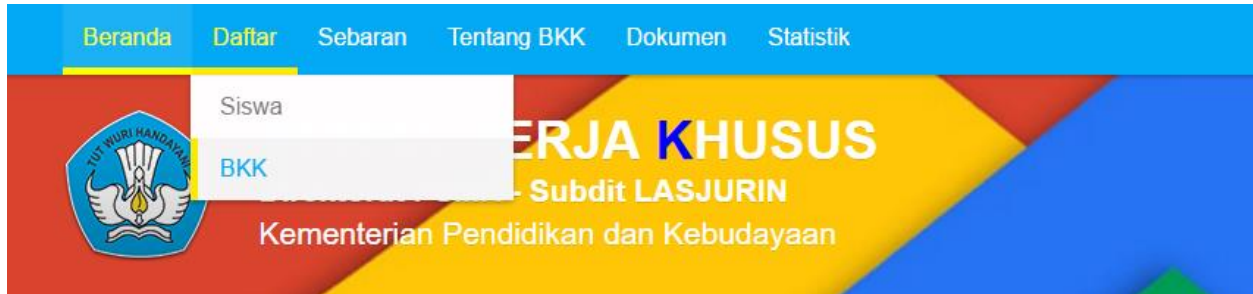 Beranda Daftar Sebaran Tentang BKK Dokumen Statistik
Siswa
BKK
TUT WURI HANDAYANI
KHUSUS
- Subdit LASJURIN
Kementerian Pendidikan dan Kebudayaan